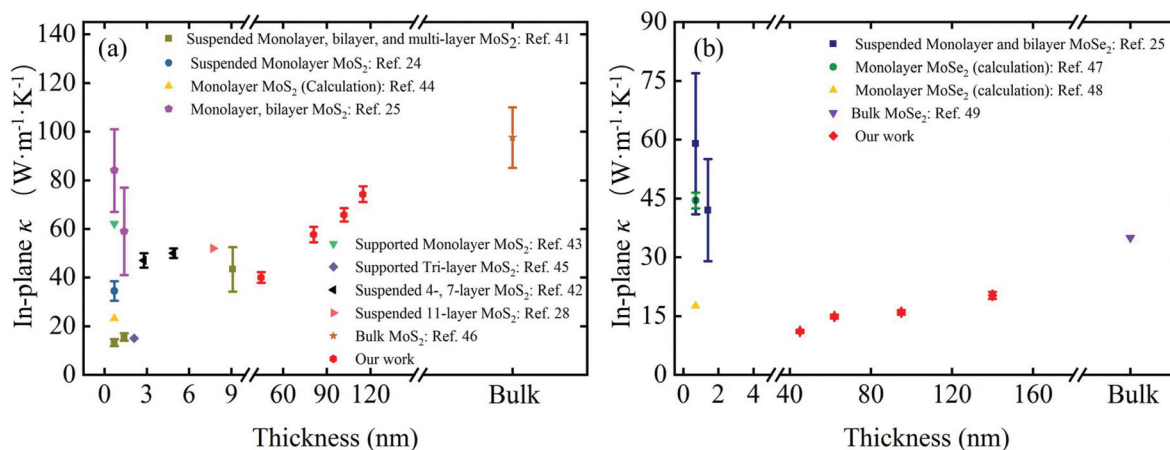 (a)
In-plane κ (W·m⁻¹·K⁻¹)
140
120
100
80
60
40
20
0
Suspended Monolayer, bilayer, and multi-layer MoS₂: Ref. 41
Suspended Monolayer MoS₂: Ref. 24
Monolayer MoS₂ (Calculation): Ref. 44
Monolayer, bilayer MoS₂: Ref. 25
Supported Monolayer MoS₂: Ref. 43
Supported Tri-layer MoS₂: Ref. 45
Suspended 4-, 7-layer MoS₂: Ref. 42
Suspended 11-layer MoS₂: Ref. 28
Bulk MoS₂: Ref. 46
Our work
0 3 6 9 60 90 120 Bulk
Thickness (nm)
(b)
In-plane κ (W·m⁻¹·K⁻¹)
90
75
60
45
30
15
0
Suspended Monolayer and bilayer MoSe₂: Ref. 25
Monolayer MoSe₂ (calculation): Ref. 47
Monolayer MoSe₂ (calculation): Ref. 48
Bulk MoSe₂: Ref. 49
Our work
0 2 4 40 80 120 160 Bulk
Thickness (nm)